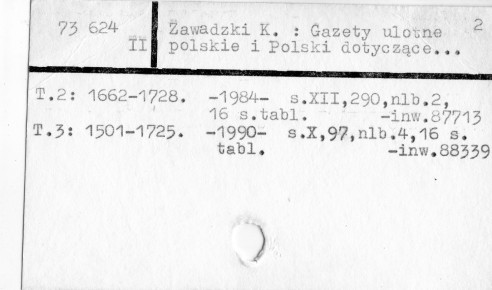 73 624
II
Zawadzki K. : Gazety ulotne 2
polskie i Polski dotyczące...
T.2: 1662-1728. -1984- s.XII,290,nlb.2,
16 s.tabl. -inw.87713
T.3: 1501-1725. -1990- s.X,97,nlb.4,16 s.
tabl. -inw.88339